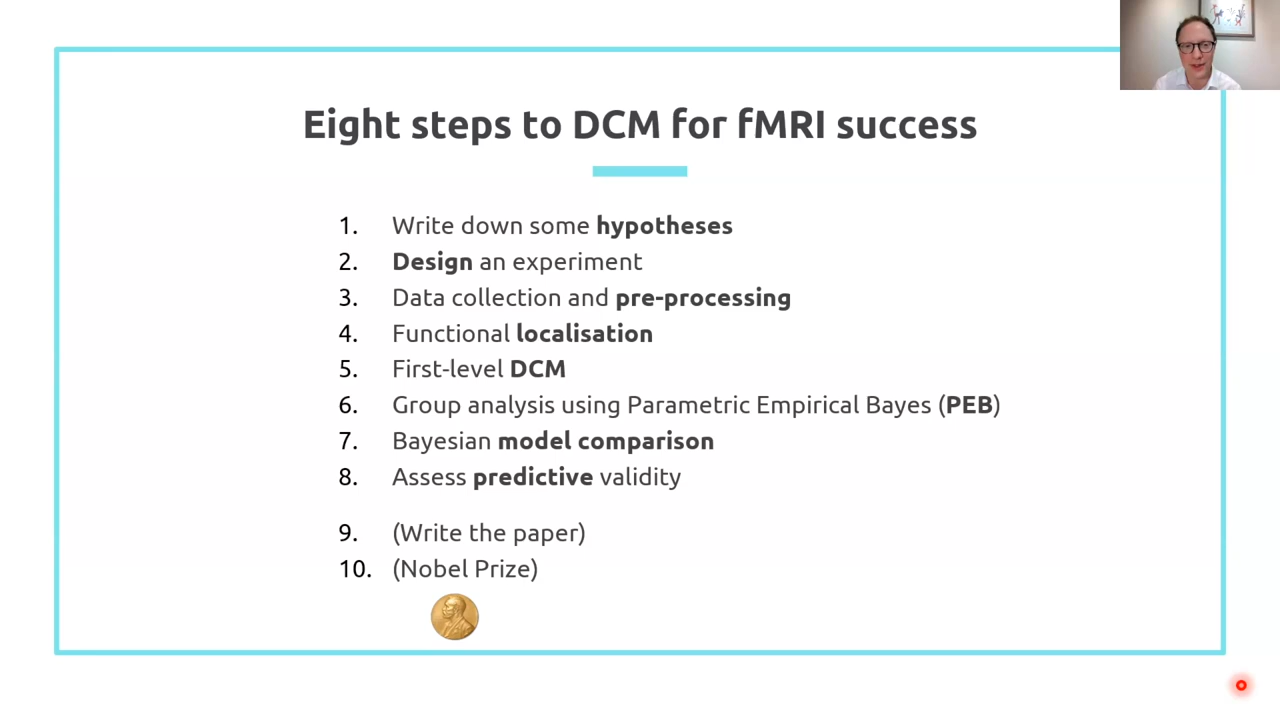 Eight steps to DCM for fMRI success
1. Write down some hypotheses
2. Design an experiment
3. Data collection and pre-processing
4. Functional localisation
5. First-level DCM
6. Group analysis using Parametric Empirical Bayes (PEB)
7. Bayesian model comparison
8. Assess predictive validity
9. (Write the paper)
10. (Nobel Prize)